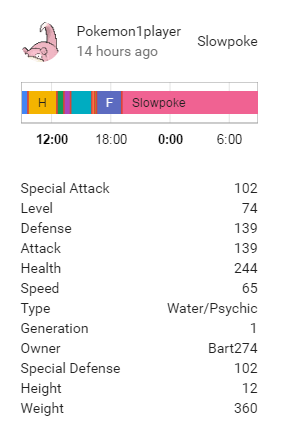 Pokemon1player
14 hours ago
Slowpoke
H F Slowpoke
12:00 18:00 0:00 6:00
Special Attack 102
Level 74
Defense 139
Attack 139
Health 244
Speed 65
Type Water/Psychic
Generation 1
Owner Bart274
Special Defense 102
Height 12
Weight 360